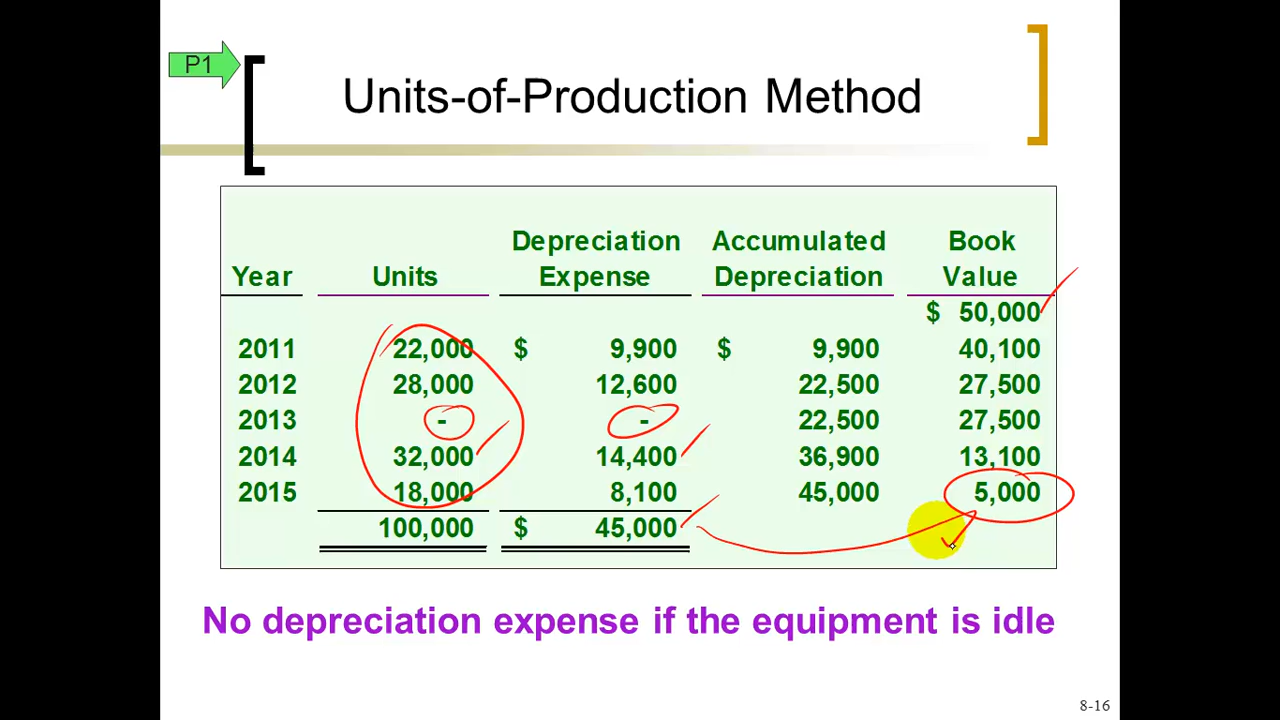 P1
Units-of-Production Method
Depreciation Accumulated Book
Year Units Expense Depreciation Value
$ 50,000
2011 22,000 $ 9,900 $ 9,900 40,100
2012 28,000 12,600 22,500 27,500
2013 - - 22,500 27,500
2014 32,000 14,400 36,900 13,100
2015 18,000 8,100 45,000 5,000
100,000 $ 45,000
No depreciation expense if the equipment is idle
8-16